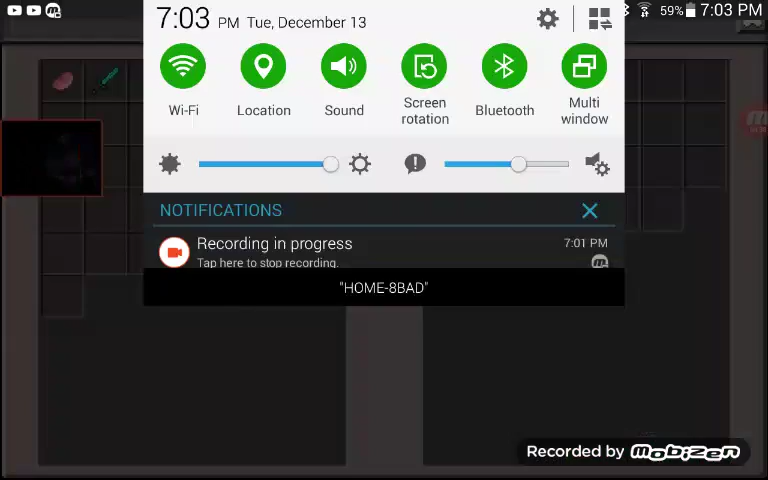 59% 7:03 PM
7:03 PM Tue, December 13
Wi-Fi
Location
Sound
Screen rotation
Bluetooth
Multi window
NOTIFICATIONS
Recording in progress
7:01 PM
Tap here to stop recording.
"HOME-8BAD"
Recorded by MOBIZEN